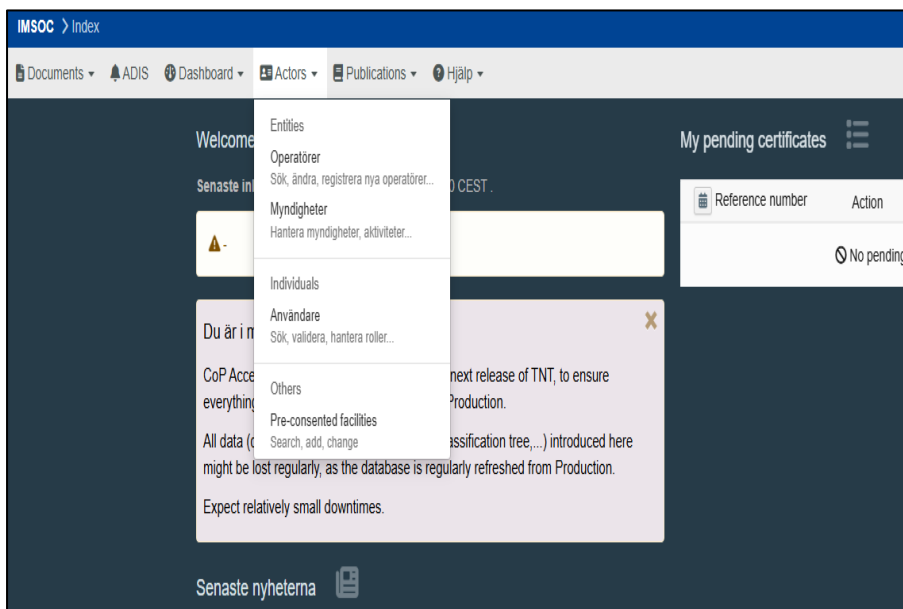 IMSOC > Index
Documents ADIS Dashboard Actors Publications Hjälp
Entities
Operatörer
Sök, ändra, registrera nya operatörer...
Myndigheter
Hantera myndigheter, aktiviteter...
Individuals
Användare
Sök, validera, hantera roller...
Others
Pre-consented facilities
Search, add, change
Welcome
Senaste 0 CEST .
-
Du är i
CoP next release of TNT, to ensure
everything Production.
All data tree,...) introduced here
might be lost regularly, as the database is regularly refreshed from Production.
Expect relatively small downtimes.
Senaste nyheterna
My pending certificates
Reference number Action
No pending